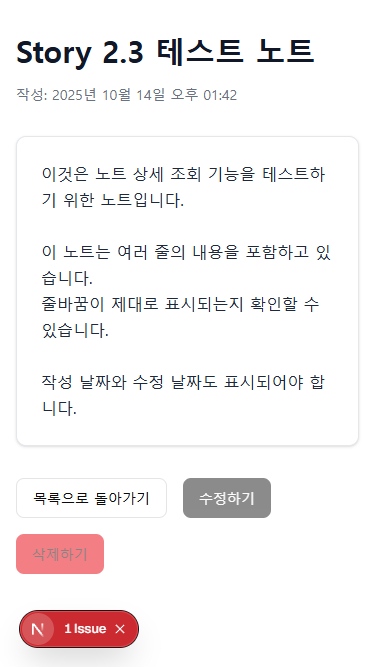 Story 2.3 테스트 노트
작성: 2025년 10월 14일 오후 01:42
이것은 노트 상세 조회 기능을 테스트하
기 위한 노트입니다.
이 노트는 여러 줄의 내용을 포함하고 있
습니다.
줄바꿈이 제대로 표시되는지 확인할 수
있습니다.
작성 날짜와 수정 날짜도 표시되어야 합
니다.
목록으로 돌아가기
수정하기
삭제하기
N 1 Issue ×